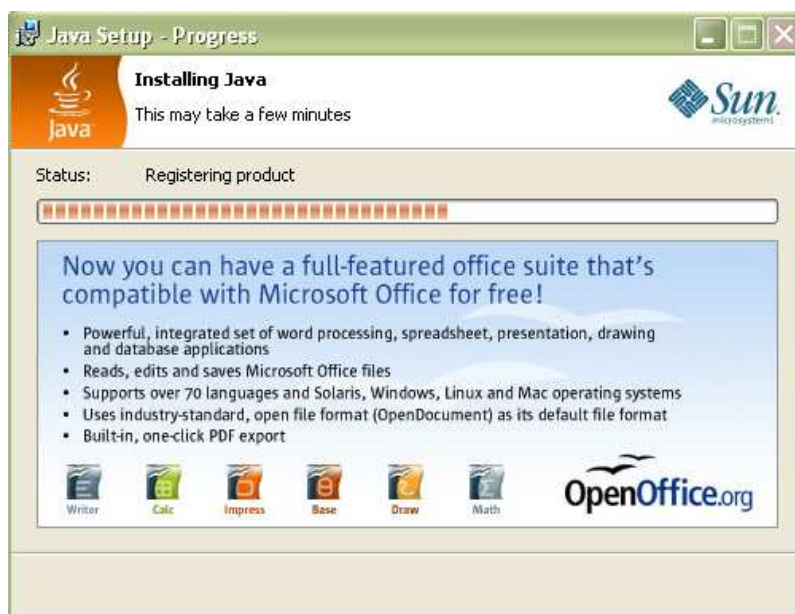 Java Setup - Progress
Installing Java
This may take a few minutes
Java
Sun
microsystems
Status: Registering product
Now you can have a full-featured office suite that's
compatible with Microsoft Office for free!
• Powerful, integrated set of word processing, spreadsheet, presentation, drawing
and database applications
• Reads, edits and saves Microsoft Office files
• Supports over 70 languages and Solaris, Windows, Linux and Mac operating systems
• Uses industry-standard, open file format (OpenDocument) as its default file format
• Built-in, one-click PDF export
Writer Calc Impress Base Draw Math
OpenOffice.org